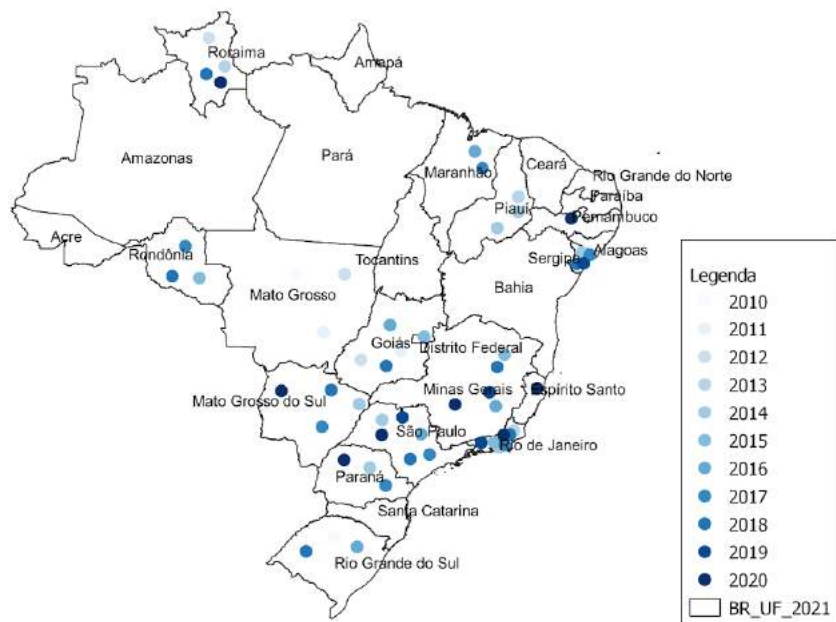 Roraima
Amapá
Amazonas
Pará
Maranhão
Ceará
Rio Grande do Norte
Paraíba
Piauí
Pernambuco
Acre
Rondônia
Tocantins
Alagoas
Sergipe
Mato Grosso
Bahia
Goiás
Distrito Federal
Mato Grosso do Sul
Minas Gerais
Espírito Santo
São Paulo
Rio de Janeiro
Paraná
Santa Catarina
Rio Grande do Sul
Legenda
2010
2011
2012
2013
2014
2015
2016
2017
2018
2019
2020
BR_UF_2021